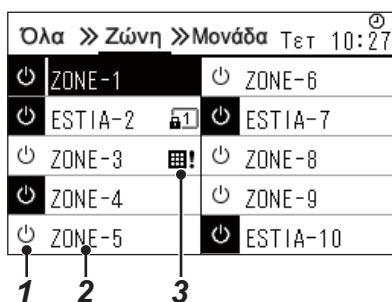 Όλα >> Ζώνη >> Μονάδα Τετ 10:27
ZONE-1 ZONE-6
ESTIA-2 1 ESTIA-7
ZONE-3 ! ZONE-8
ZONE-4 ZONE-9
ZONE-5 ESTIA-10
1 2 3